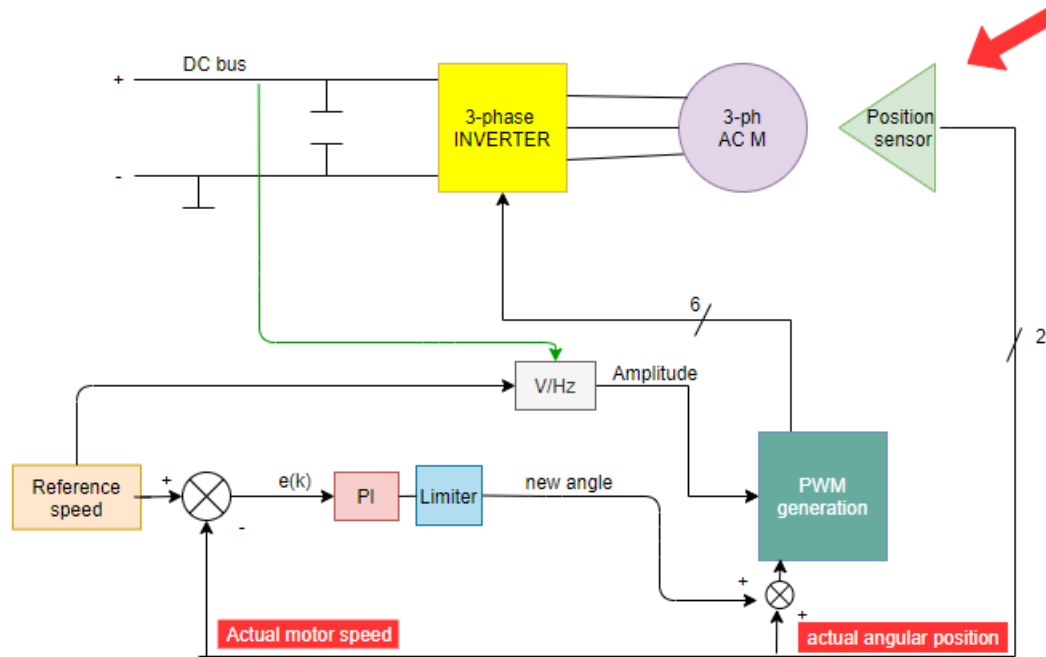 DC bus
+
-
3-phase
INVERTER
3-ph
AC M
Position
sensor
6
2
V/Hz
Amplitude
Reference
speed
+
-
e(k)
PI
Limiter
new angle
PWM
generation
+
+
Actual motor speed
actual angular position